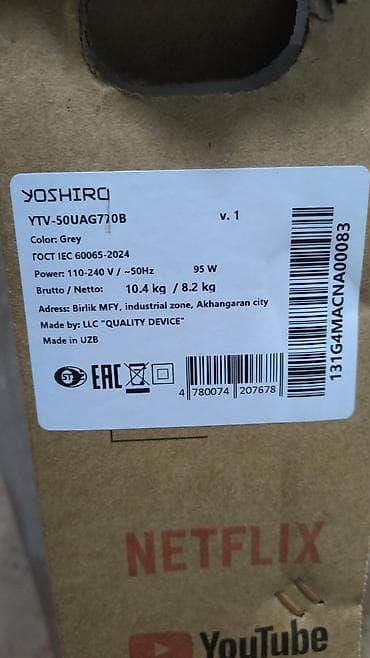 YOSHIRO
YTV-50UAG770B v. 1
Color: Grey
ГОСТ IEC 60065-2024
Power: 110-240 V / ~50Hz 95 W
Brutto / Netto: 10.4 kg / 8.2 kg
Adress: Birlik MFY, industrial zone, Akhangaran city
Made by: LLC "QUALITY DEVICE"
Made in UZB
EAC
4 780074 207678
131G4MACNA00083
NETFLIX
YouTube